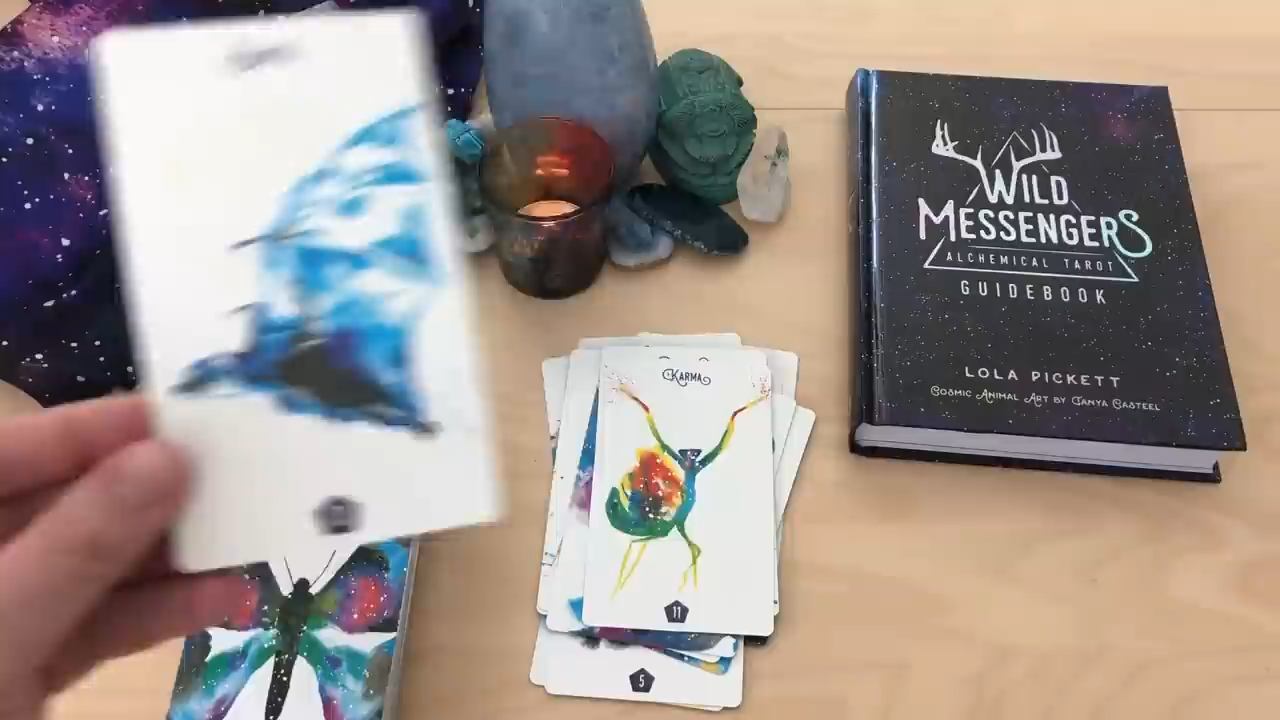 WILD
MESSENGERS
ALCHEMICAL TAROT
GUIDEBOOK
LOLA PICKETT
COSMIC ANIMAL ART BY TANYA CASTEEL
KARMA
11
5